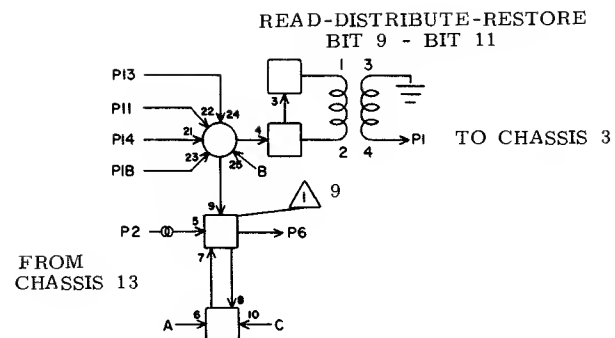 READ-DISTRIBUTE-RESTORE
BIT 9 - BIT 11
1 3
P13
3
P11
22 24
P14 21 4
2 4 P1 TO CHASSIS 3
P18 23 25 B
1 9
9
P2 5 P6
7
FROM
CHASSIS 13
8
A 6 10 C